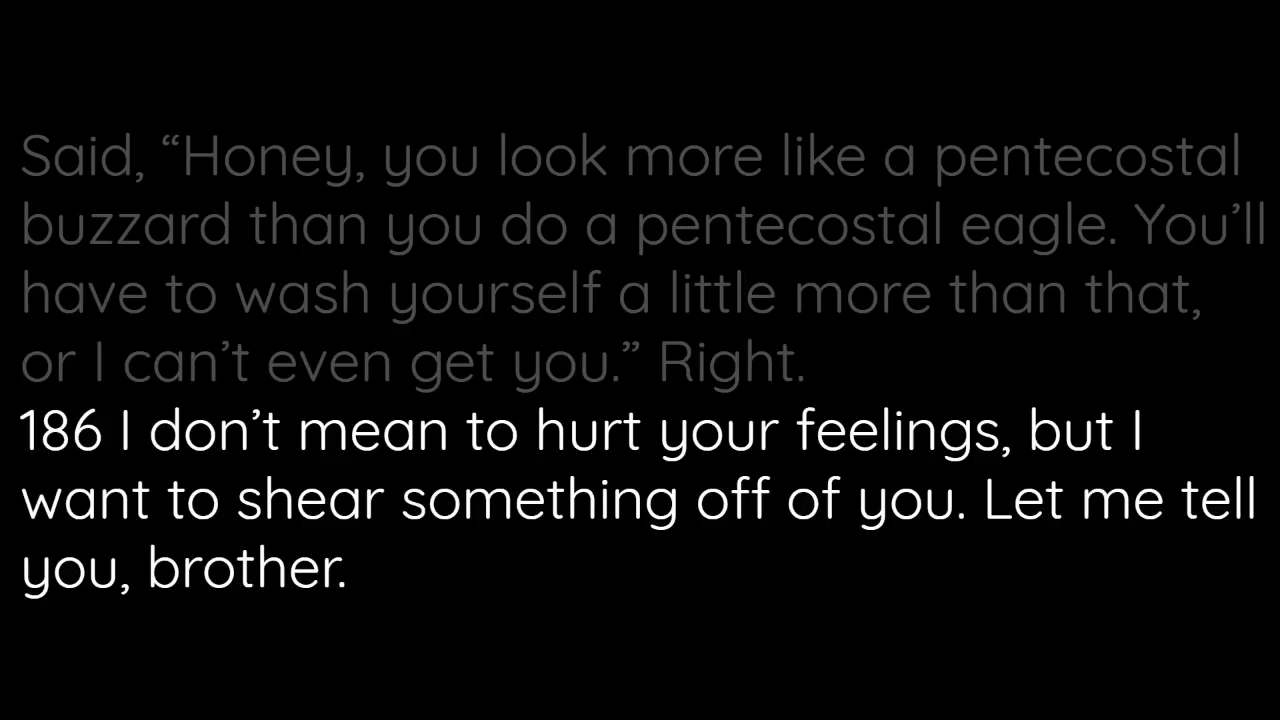 Said, “Honey, you look more like a pentecostal
buzzard than you do a pentecostal eagle. You’ll
have to wash yourself a little more than that,
or I can’t even get you.” Right.
186 I don’t mean to hurt your feelings, but I
want to shear something off of you. Let me tell
you, brother.